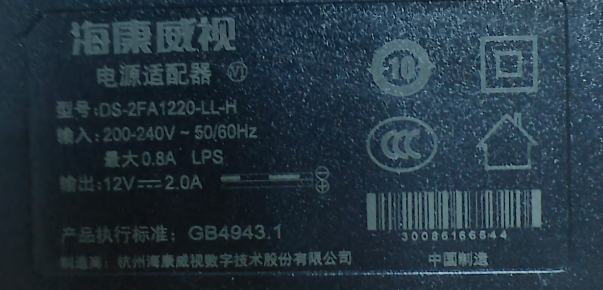 海康威视
电源适配器 VI
型号:DS-2FA1220-LL-H
输入:200-240V ~ 50/60Hz
最大0.8A LPS
输出:12V⎓2.0A
产品执行标准: GB4943.1
制造商: 杭州海康威视数字技术股份有限公司
10
CCC
30086166544
中国制造